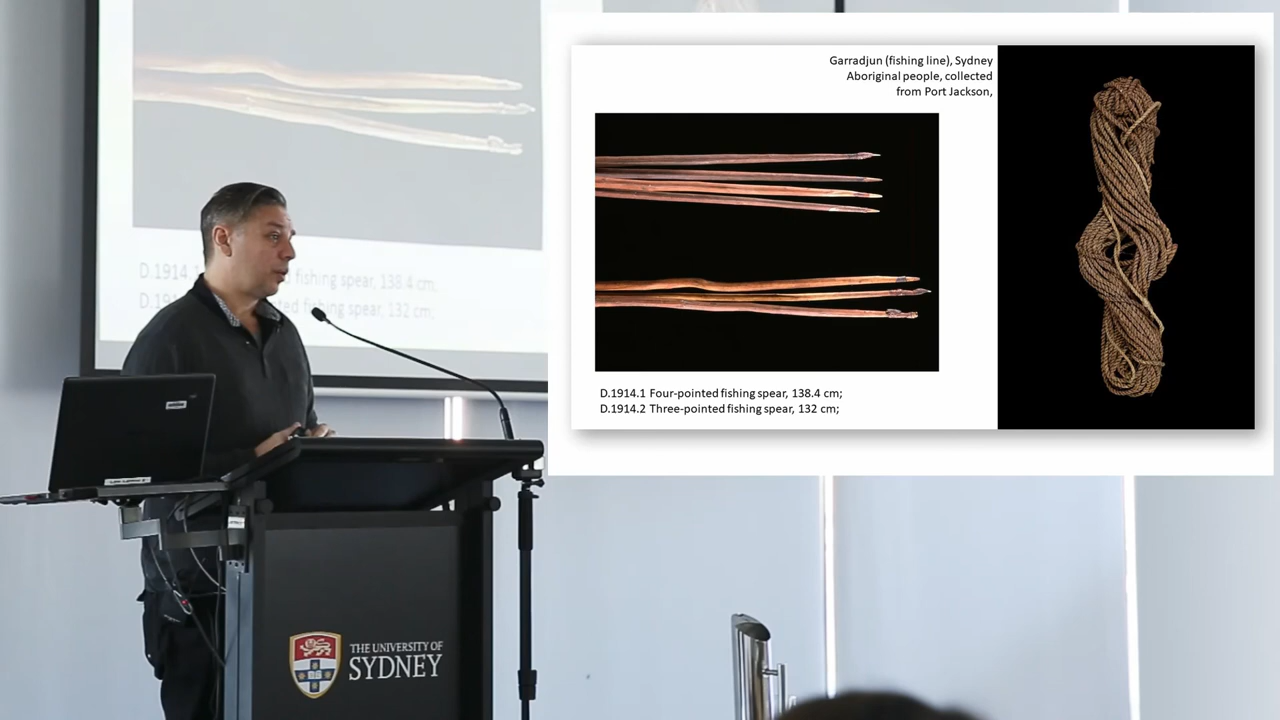 Garradjun (fishing line), Sydney
Aboriginal people, collected
from Port Jackson,
D.1914.1 Four-pointed fishing spear, 138.4 cm;
D.1914.2 Three-pointed fishing spear, 132 cm;
D.1914
fishing spear, 138.4 cm;
fishing spear, 132 cm;
THE UNIVERSITY OF
SYDNEY